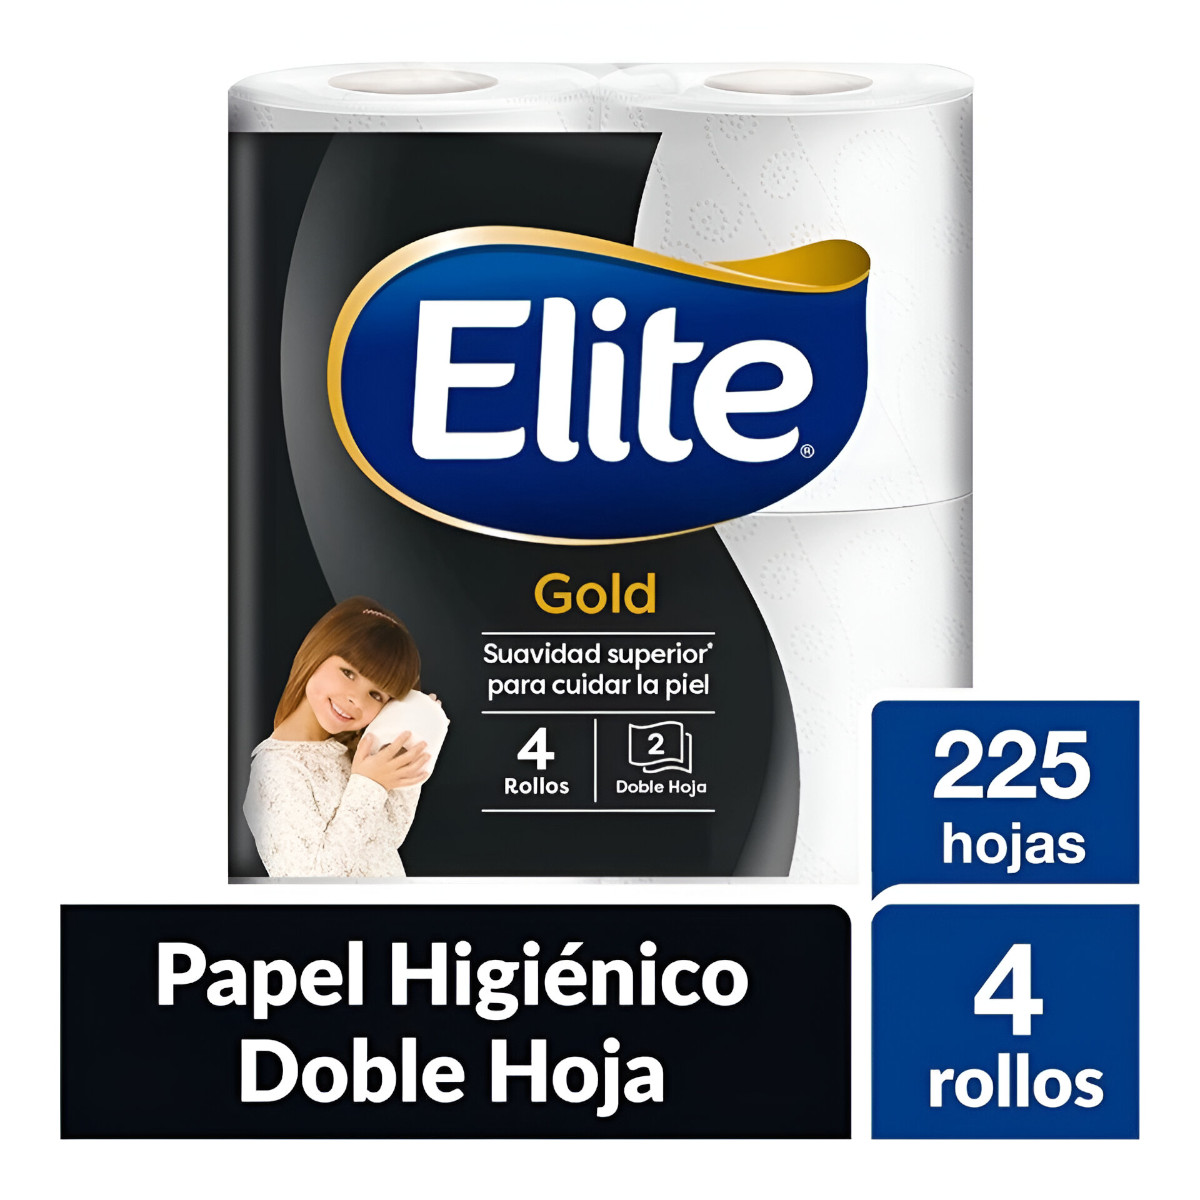 Elite®
Gold
Suavidad superior*
para cuidar la piel
4
Rollos
2
Doble Hoja
225
hojas
Papel Higiénico
Doble Hoja
4
rollos